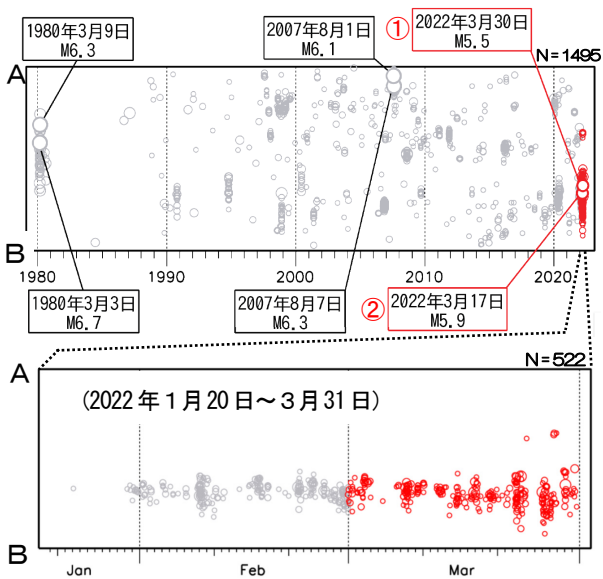 1980年3月9日
M6.3
2007年8月1日
M6.1
① 2022年3月30日
M5.5
N=1495
A
B
1980 1990 2000 2010 2020
1980年3月3日
M6.7
2007年8月7日
M6.3
② 2022年3月17日
M5.9
N=522
A
(2022年1月20日～3月31日)
B
Jan Feb Mar